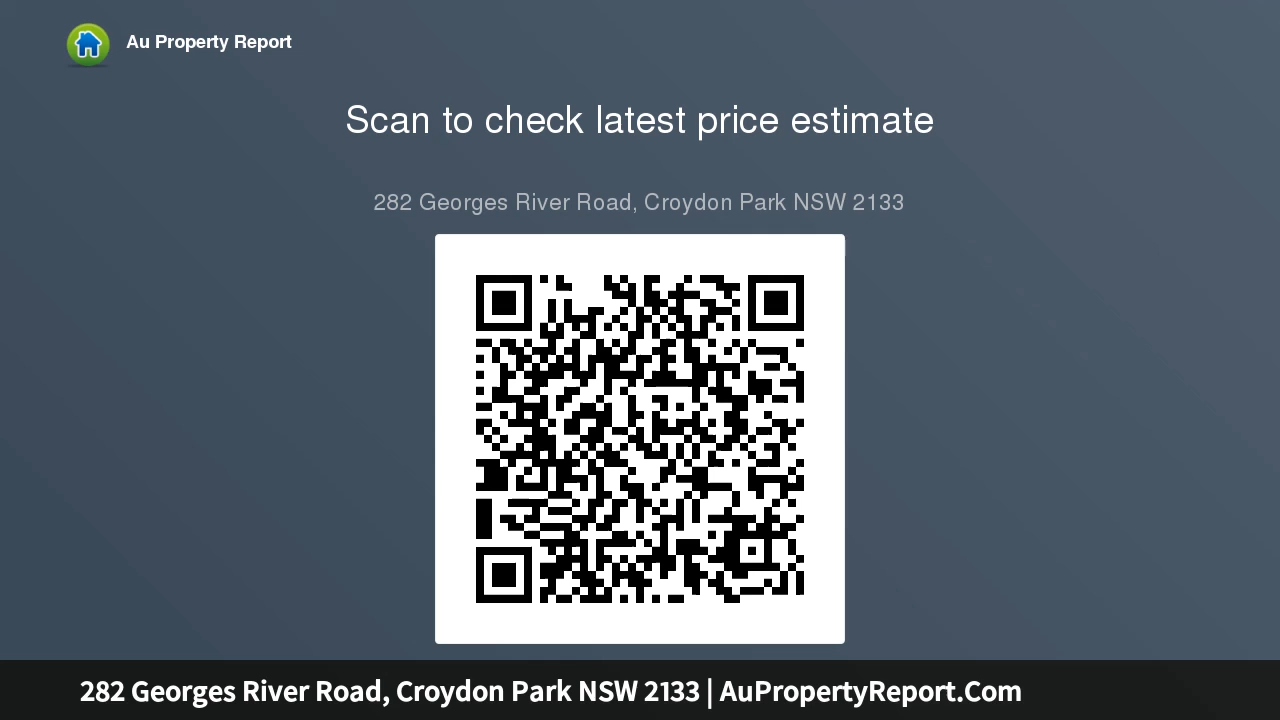 Au Property Report
Scan to check latest price estimate
282 Georges River Road, Croydon Park NSW 2133
282 Georges River Road, Croydon Park NSW 2133 | AuPropertyReport.Com